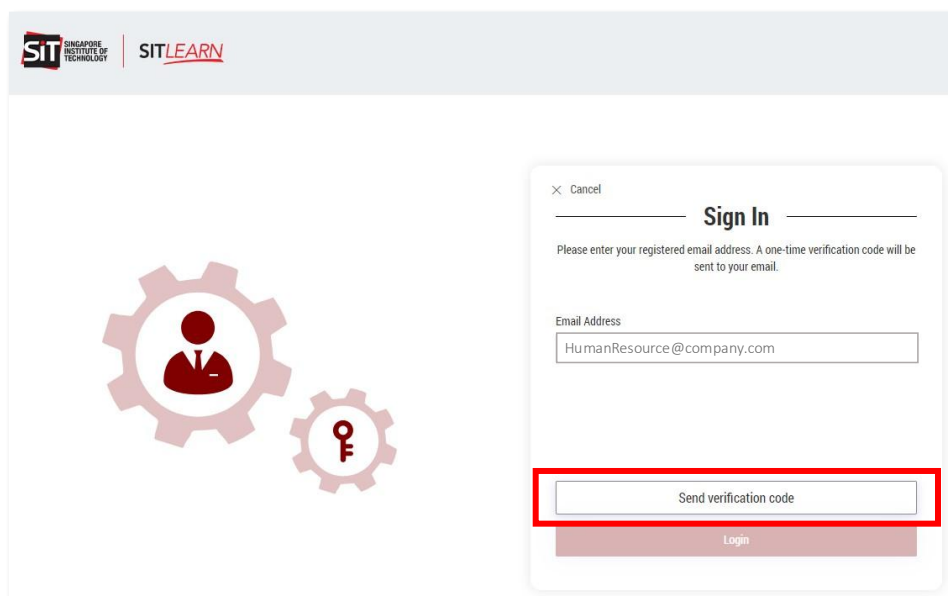 SiT
SINGAPORE
INSTITUTE OF
TECHNOLOGY
SITLEARN
Cancel
Sign In
Please enter your registered email address. A one-time verification code will be
sent to your email.
Email Address
HumanResource@company.com
Send verification code
Login